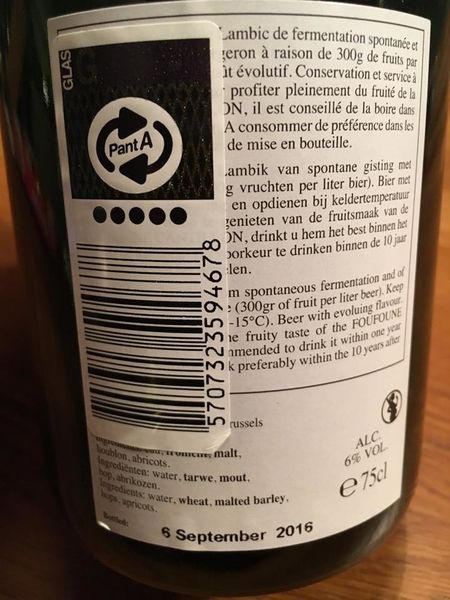 GLAS
Pant A
5707323594678
Lambic de fermentation spontanée et
geron à raison de 300g de fruits par
ût évolutif. Conservation et service à
profiter pleinement du fruité de la
ON, il est conseillé de la boire dans
A consommer de préférence dans les
de mise en bouteille.
ambik van spontane gisting met
g vruchten per liter bier). Bier met
en opdienen bij keldertemperatuur
genieten van de fruitsmaak van de
ON, drinkt u hem het best binnen het
oorkeur te drinken binnen de 10 jaar
len.
m spontaneous fermentation and of
(300gr of fruit per liter beer). Keep
-15°C). Beer with evoluing flavour.
he fruity taste of the FOUFOUNE
mmended to drink it within one year
k preferably within the 10 years after
russels
malt,
houblon, abricots.
Ingrediënten: water, tarwe, mout,
hop, abrikozen.
Ingredients: water, wheat, malted barley,
hops, apricots.
ALC.
6% VOL.
e 75cl
Bottled:
6 September 2016